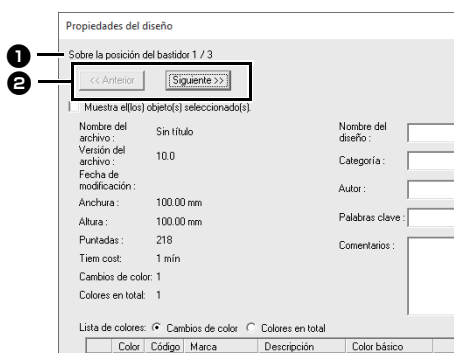 Propiedades del diseño
❶ Sobre la posición del bastidor 1 / 3
❷ << Anterior Siguiente >>
Muestra el(los) objeto(s) seleccionado(s).
Nombre del archivo : Sin título
Nombre del diseño :
Versión del archivo : 10.0
Categoría :
Fecha de modificación :
Autor :
Anchura : 100.00 mm
Altura : 100.00 mm
Palabras clave :
Puntadas : 218
Comentarios :
Tiem cost: 1 mín
Cambios de color: 1
Colores en total: 1
Lista de colores: Cambios de color Colores en total
Color Código Marca Descripción Color básico